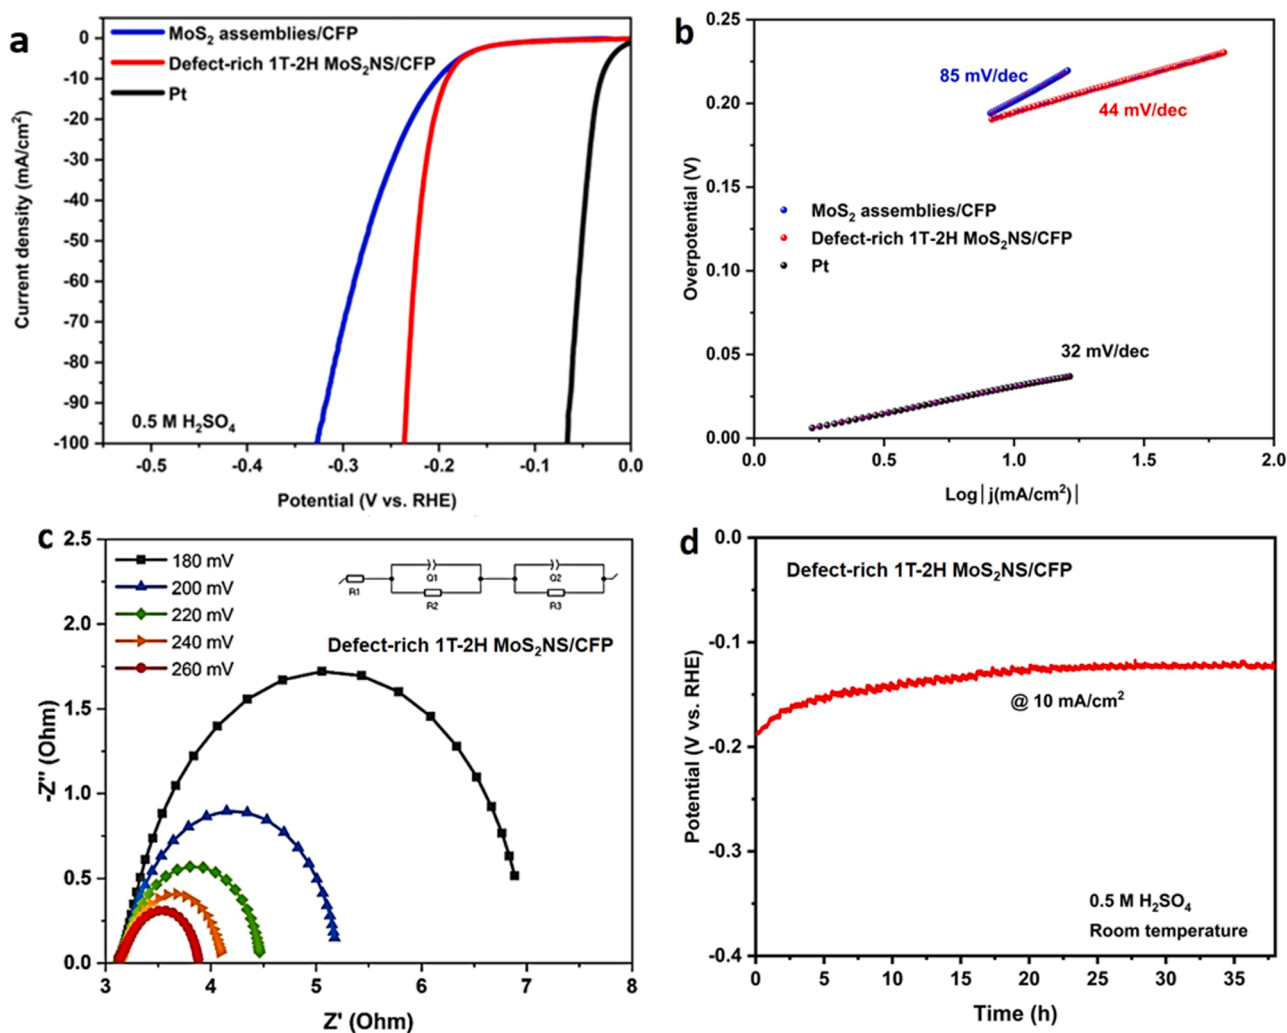 a
MoS₂ assemblies/CFP
Defect-rich 1T-2H MoS₂NS/CFP
Pt
0
-10
-20
-30
-40
-50
-60
-70
-80
-90
-100
Current density (mA/cm²)
0.5 M H₂SO₄
-0.5
-0.4
-0.3
-0.2
-0.1
0.0
Potential (V vs. RHE)
b
85 mV/dec
44 mV/dec
MoS₂ assemblies/CFP
Defect-rich 1T-2H MoS₂NS/CFP
Pt
32 mV/dec
0.25
0.20
0.15
0.10
0.05
0.00
Overpotential (V)
0.0
0.5
1.0
1.5
2.0
Log|j(mA/cm²)|
c
180 mV
200 mV
220 mV
240 mV
260 mV
R1
Q1
R2
Q2
R3
Defect-rich 1T-2H MoS₂NS/CFP
2.5
2.0
1.5
1.0
0.5
0.0
-Z'' (Ohm)
3
4
5
6
7
8
Z' (Ohm)
d
Defect-rich 1T-2H MoS₂NS/CFP
@ 10 mA/cm²
0.5 M H₂SO₄
Room temperature
0.0
-0.1
-0.2
-0.3
-0.4
Potential (V vs. RHE)
0
5
10
15
20
25
30
35
Time (h)